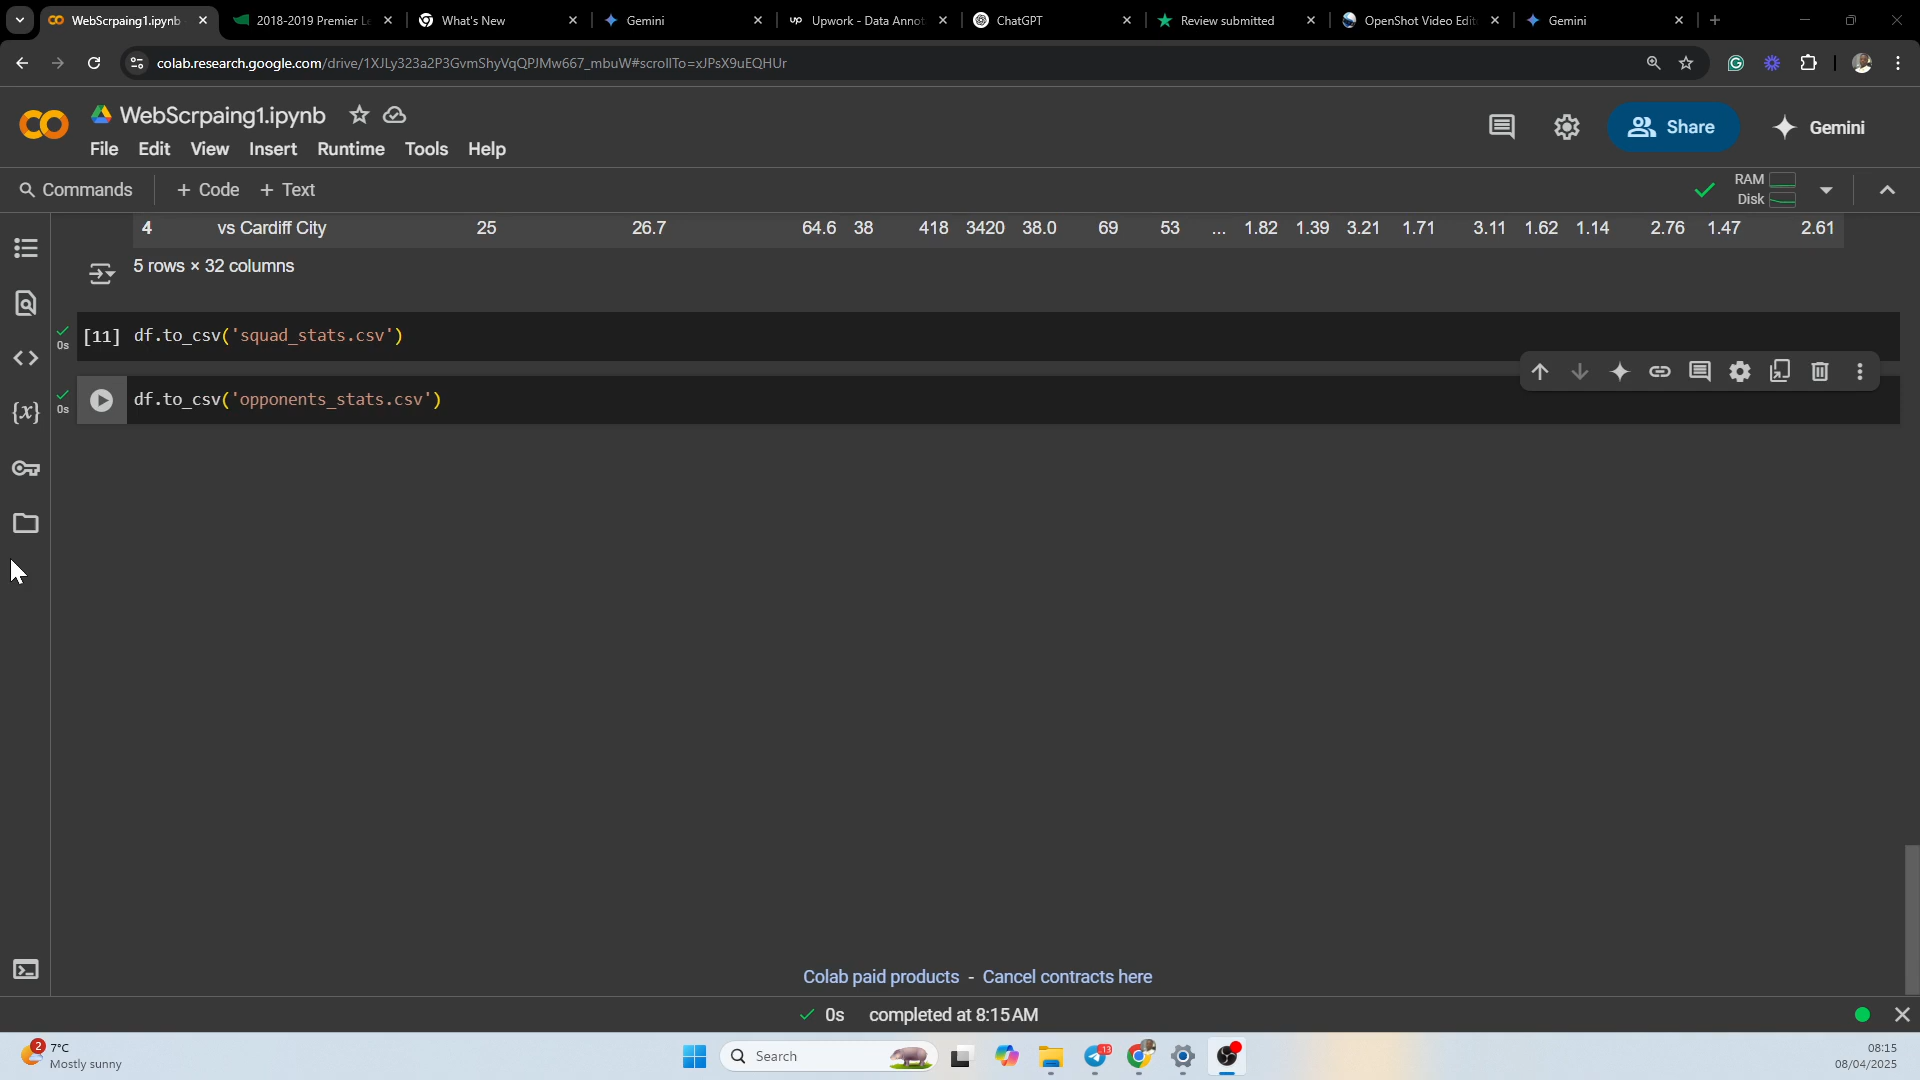 WebScrpaing1.ipynb
2018-2019 Premier Le
What's New
Gemini
Upwork - Data Annot
ChatGPT
Review submitted
OpenShot Video Edit
Gemini
colab.research.google.com/drive/1XJLy323a2P3GvmShyVqQPJMw667_mbuW#scrollTo=xJPsX9uEQHUr
WebScrpaing1.ipynb
Share
Gemini
File Edit View Insert Runtime Tools Help
Commands + Code + Text
RAM
Disk
4 vs Cardiff City 25 26.7 64.6 38 418 3420 38.0 69 53 ... 1.82 1.39 3.21 1.71 3.11 1.62 1.14 2.76 1.47 2.61
5 rows × 32 columns
0s
[11] df.to_csv('squad_stats.csv')
0s
df.to_csv('opponents_stats.csv')
{x}
Colab paid products - Cancel contracts here
0s completed at 8:15 AM
2
7°C
Mostly sunny
Search
13
08:15
08/04/2025